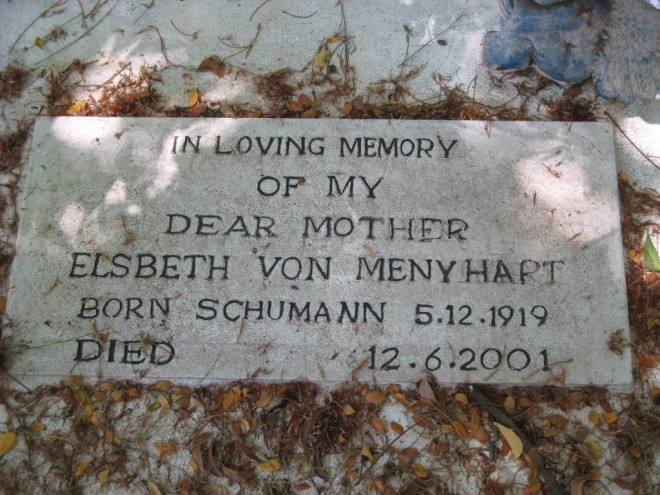 IN LOVING MEMORY
OF MY
DEAR MOTHER
ELSBETH VON MENYHART
BORN SCHUMANN 5.12.1919
DIED 12.6.2001